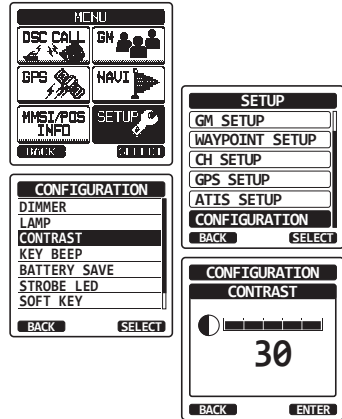 MENU
DSC CALL
GM
GPS
NAVI
MMSI/POS
INFO
SETUP
BACK
SELECT
SETUP
GM SETUP
WAYPOINT SETUP
CH SETUP
GPS SETUP
ATIS SETUP
CONFIGURATION
BACK
SELECT
CONFIGURATION
DIMMER
LAMP
CONTRAST
KEY BEEP
BATTERY SAVE
STROBE LED
SOFT KEY
BACK
SELECT
CONFIGURATION
CONTRAST
30
BACK
ENTER